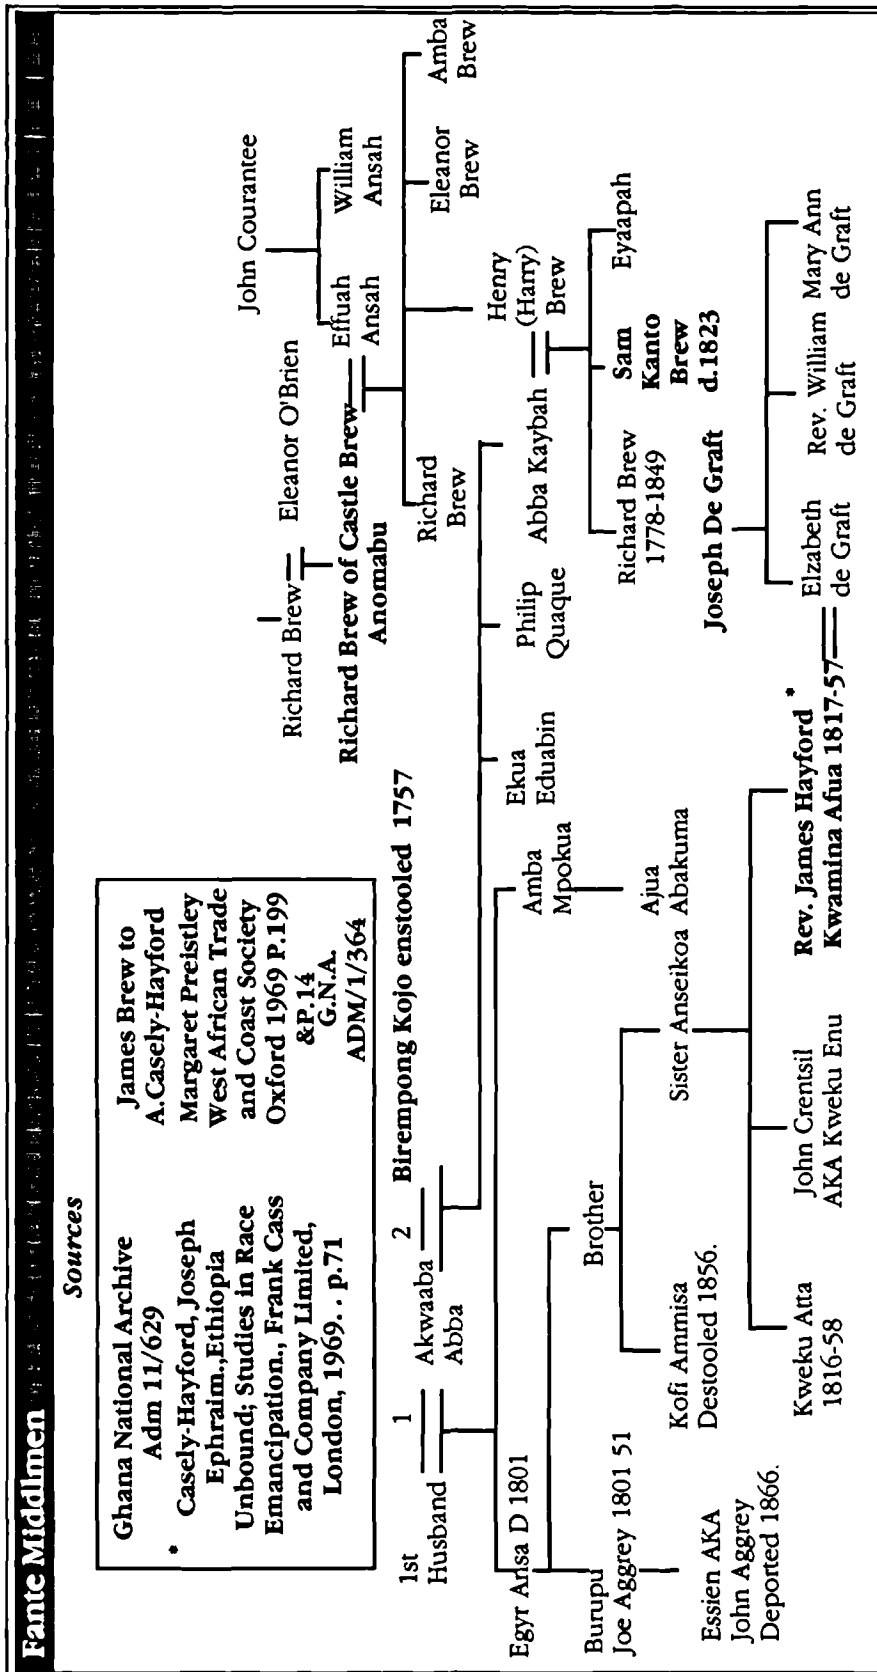 Fante Middlmen
Sources
Ghana National Archive
Adm 11/629
* Casely-Hayford, Joseph
Ephraim.,Ethiopia
Unbound; Studies in Race
Emancipation., Frank Cass
and Company Limited,
London, 1969. . p.71
James Brew to
A.Casely-Hayford
Margaret Preistley
West African Trade
and Coast Society
Oxford 1969 P.199
&P.14
G.N.A.
ADM/1/364
John Courantee
Richard Brew
Eleanor O'Brien
Effuah
Ansah
William
Ansah
Richard Brew of Castle Brew
Anomabu
Richard
Brew
Henry
(Harry)
Brew
Eleanor
Brew
Amba
Brew
1st
Husband
1
Akwaaba
Abba
2
Birempong Kojo enstooled 1757
Egyr Ansa D 1801
Amba
Mpokua
Ekua
Eduabin
Philip
Quaque
Abba Kaybah
Burupu
Joe Aggrey 1801 51
Brother
Ajua
Abakuma
Richard Brew
1778-1849
Sam
Kanto
Brew
d.1823
Eyaapah
Essien AKA
John Aggrey
Deported 1866.
Kofi Ammisa
Destooled 1856.
Sister Anseikoa
Joseph De Graft
Kweku Atta
1816-58
John Crentsil
AKA Kweku Enu
Rev. James Hayford *
Kwamina Afua 1817-57
Elzabeth
de Graft
Rev. William
de Graft
Mary Ann
de Graft